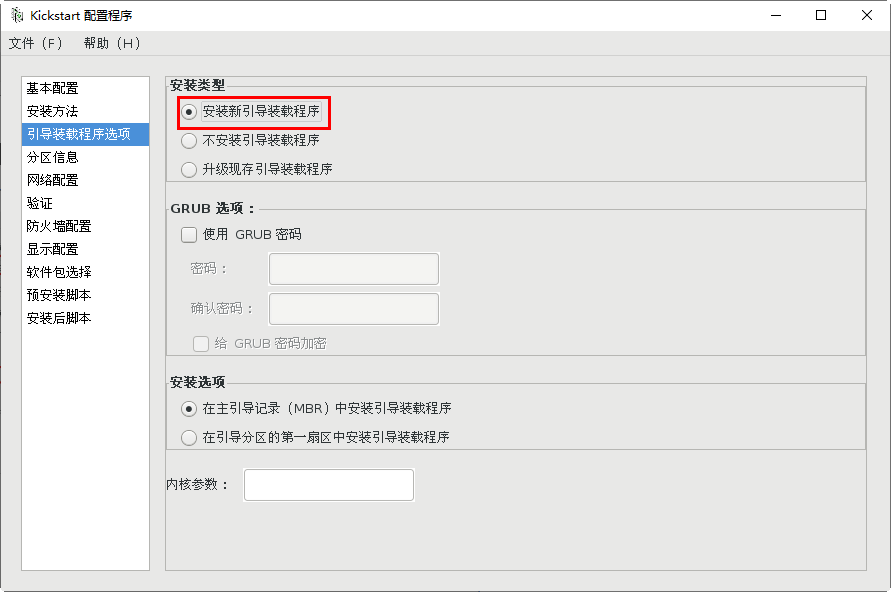 Kickstart 配置程序
文件（F） 帮助（H）
基本配置
安装方法
引导装载程序选项
分区信息
网络配置
验证
防火墙配置
显示配置
软件包选择
预安装脚本
安装后脚本
安装类型
安装新引导装载程序
不安装引导装载程序
升级现存引导装载程序
GRUB 选项：
使用 GRUB 密码
密码：
确认密码：
给 GRUB 密码加密
安装选项
在主引导记录（MBR）中安装引导装载程序
在引导分区的第一扇区中安装引导装载程序
内核参数：